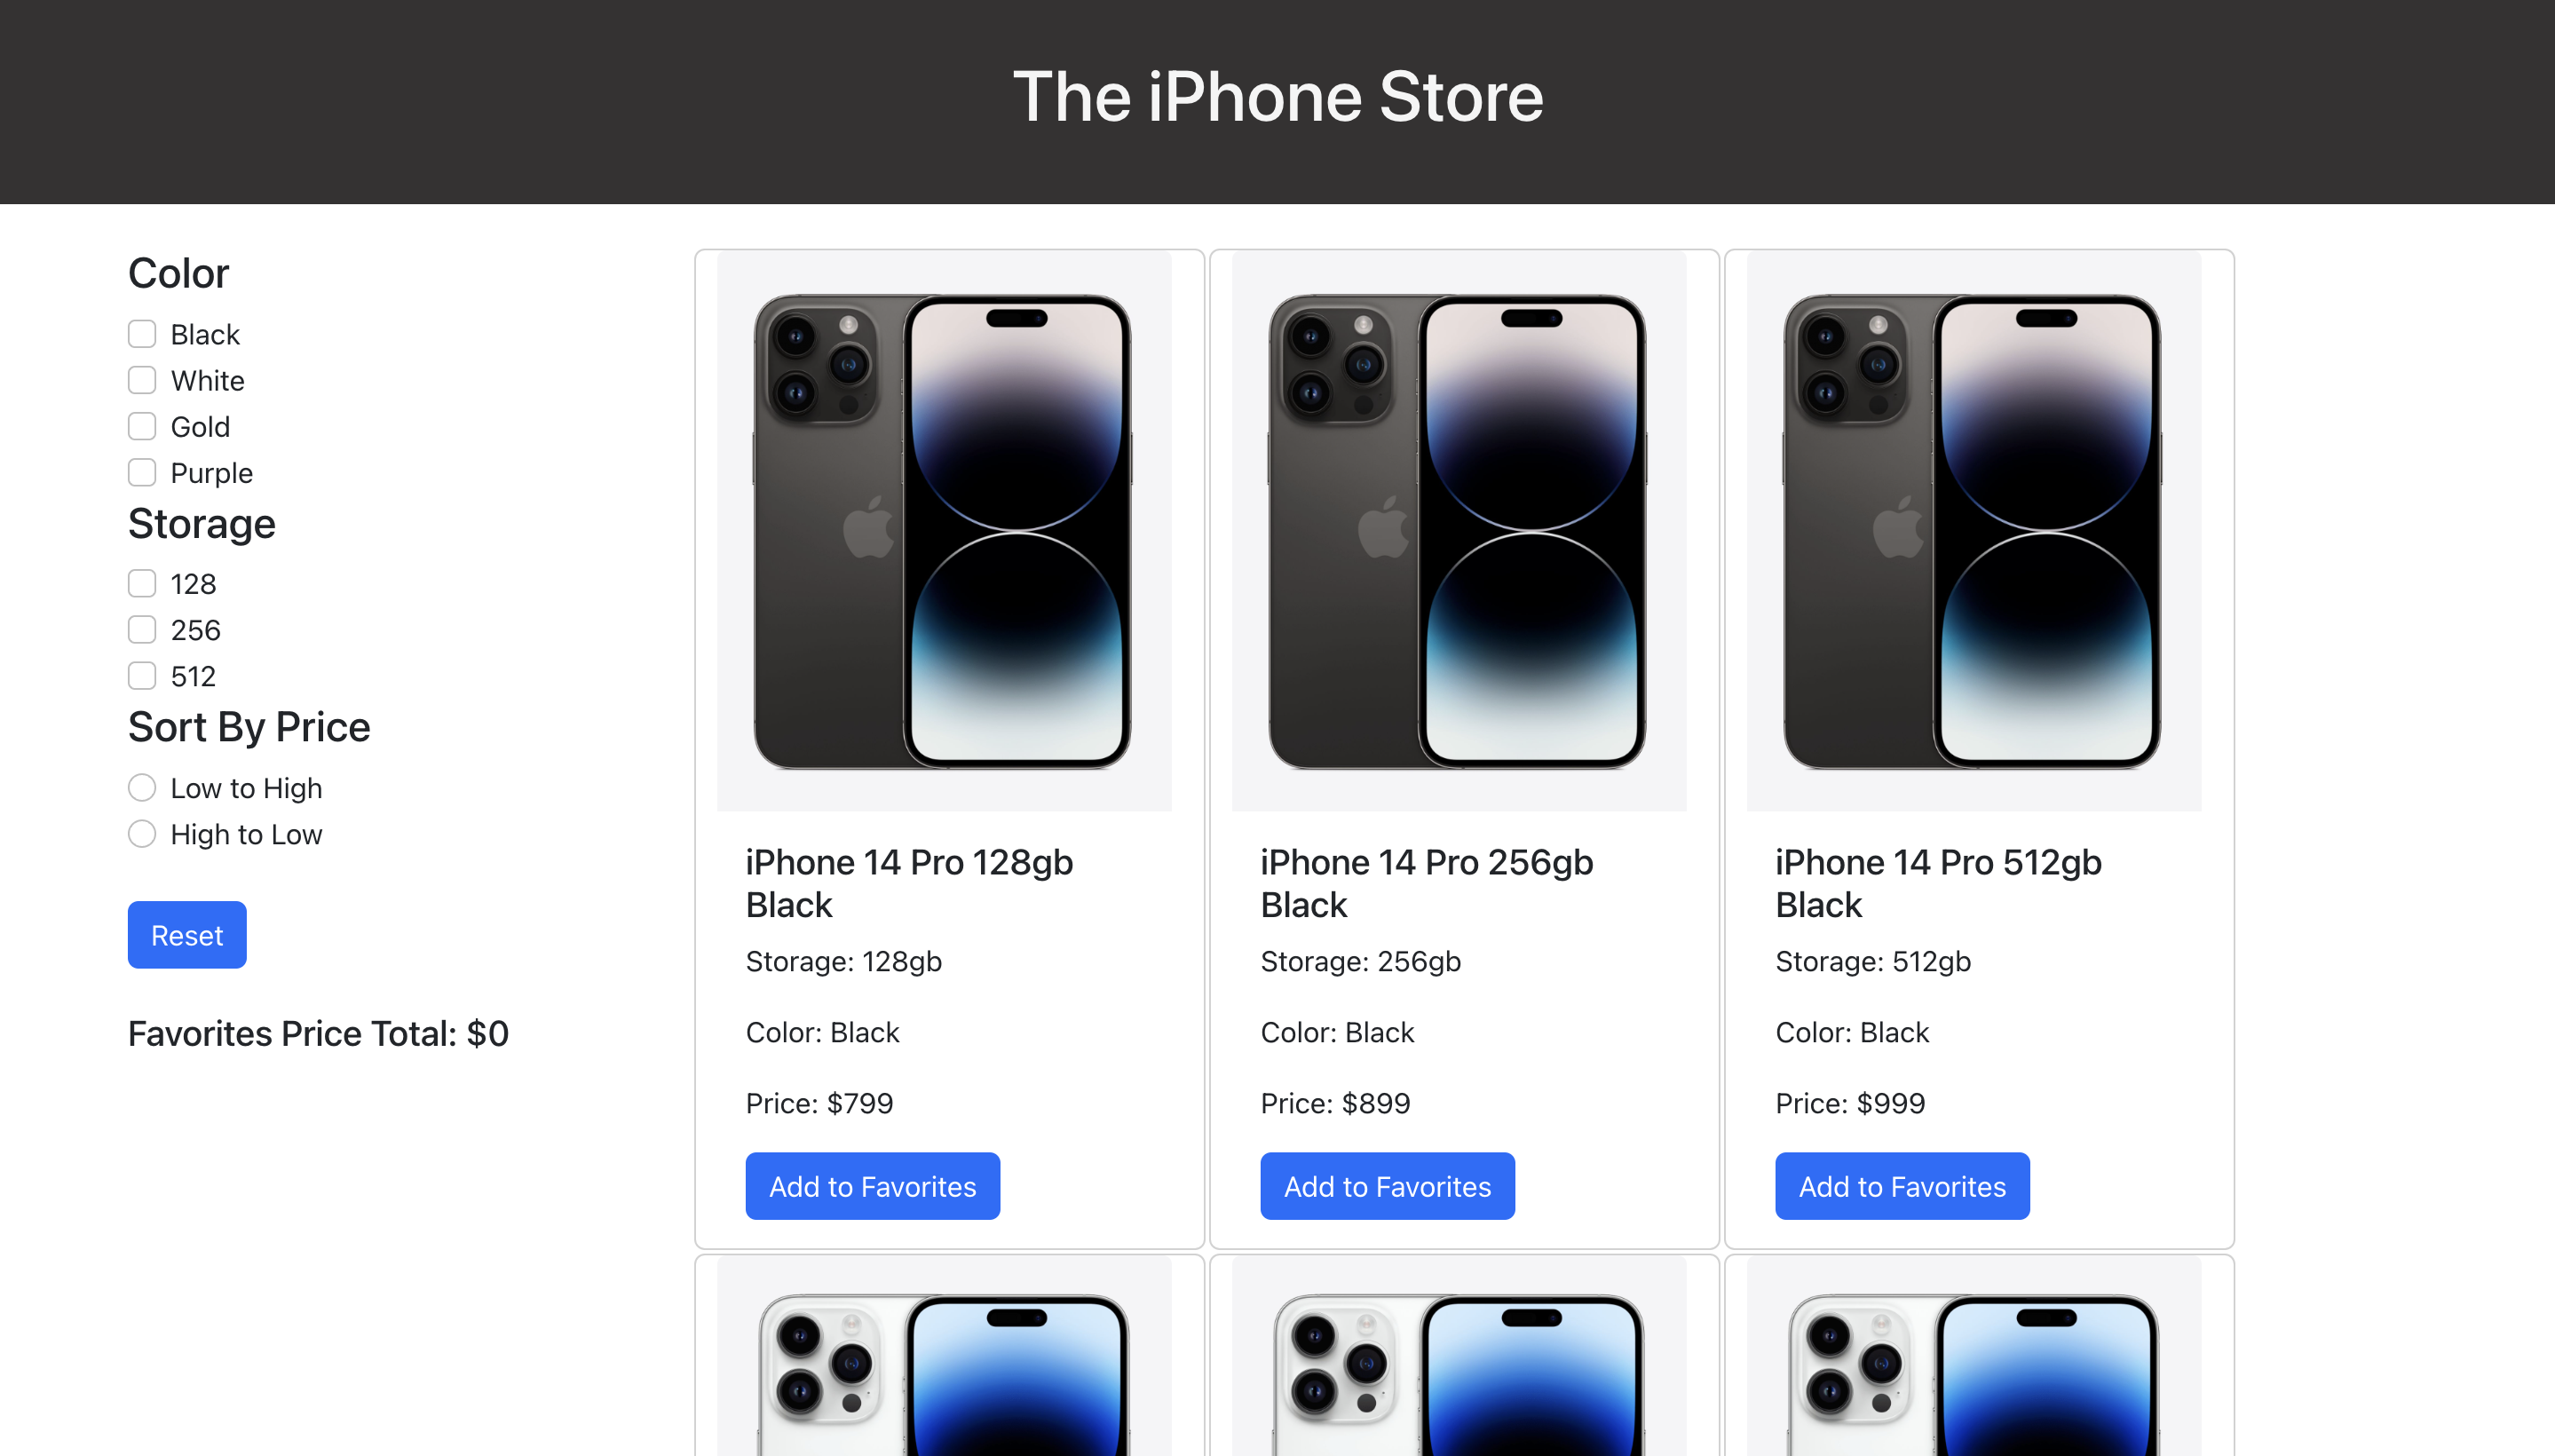 The iPhone Store
Color
Black
White
Gold
Purple
Storage
128
256
512
Sort By Price
Low to High
High to Low
Reset
Favorites Price Total: $0
iPhone 14 Pro 128gb
Black
Storage: 128gb
Color: Black
Price: $799
Add to Favorites
iPhone 14 Pro 256gb
Black
Storage: 256gb
Color: Black
Price: $899
Add to Favorites
iPhone 14 Pro 512gb
Black
Storage: 512gb
Color: Black
Price: $999
Add to Favorites